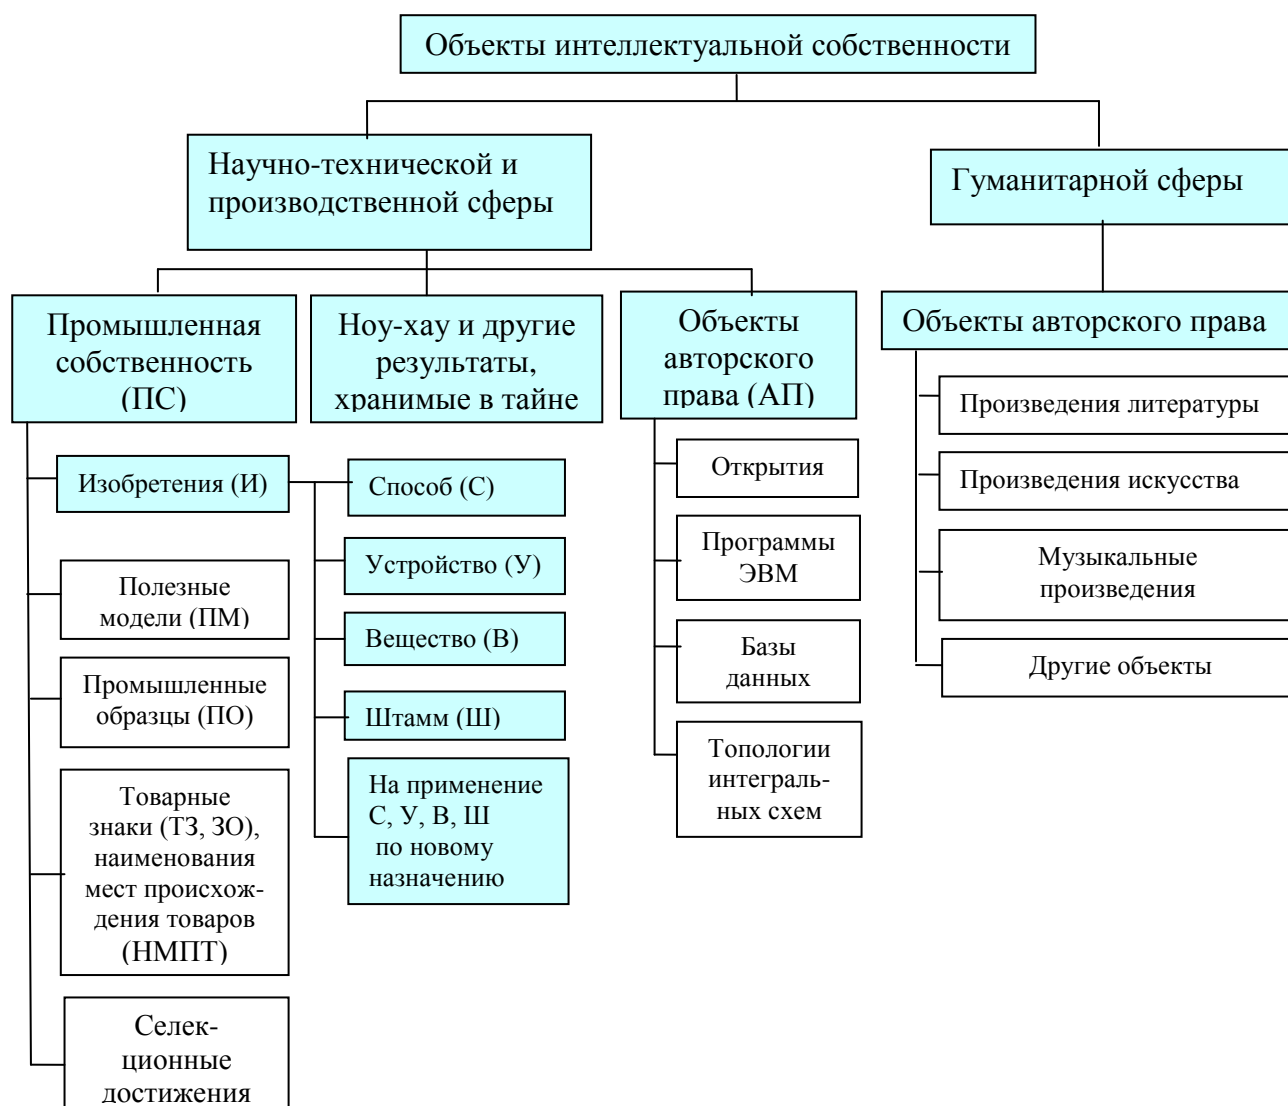 Объекты интеллектуальной собственности
Научно-технической и
производственной сферы
Гуманитарной сферы
Промышленная
собственность
(ПС)
Ноу-хау и другие
результаты,
хранимые в тайне
Объекты
авторского
права (АП)
Объекты авторского права
Изобретения (И)
Полезные
модели (ПМ)
Промышленные
образцы (ПО)
Товарные
знаки (ТЗ, ЗО),
наименования
мест происхож-
дения товаров
(НМПТ)
Селек-
ционные
достижения
Способ (С)
Устройство (У)
Вещество (В)
Штамм (Ш)
На применение
С, У, В, Ш
по новому
назначению
Открытия
Программы
ЭВМ
Базы
данных
Топологии
интеграль-
ных схем
Произведения литературы
Произведения искусства
Музыкальные
произведения
Другие объекты